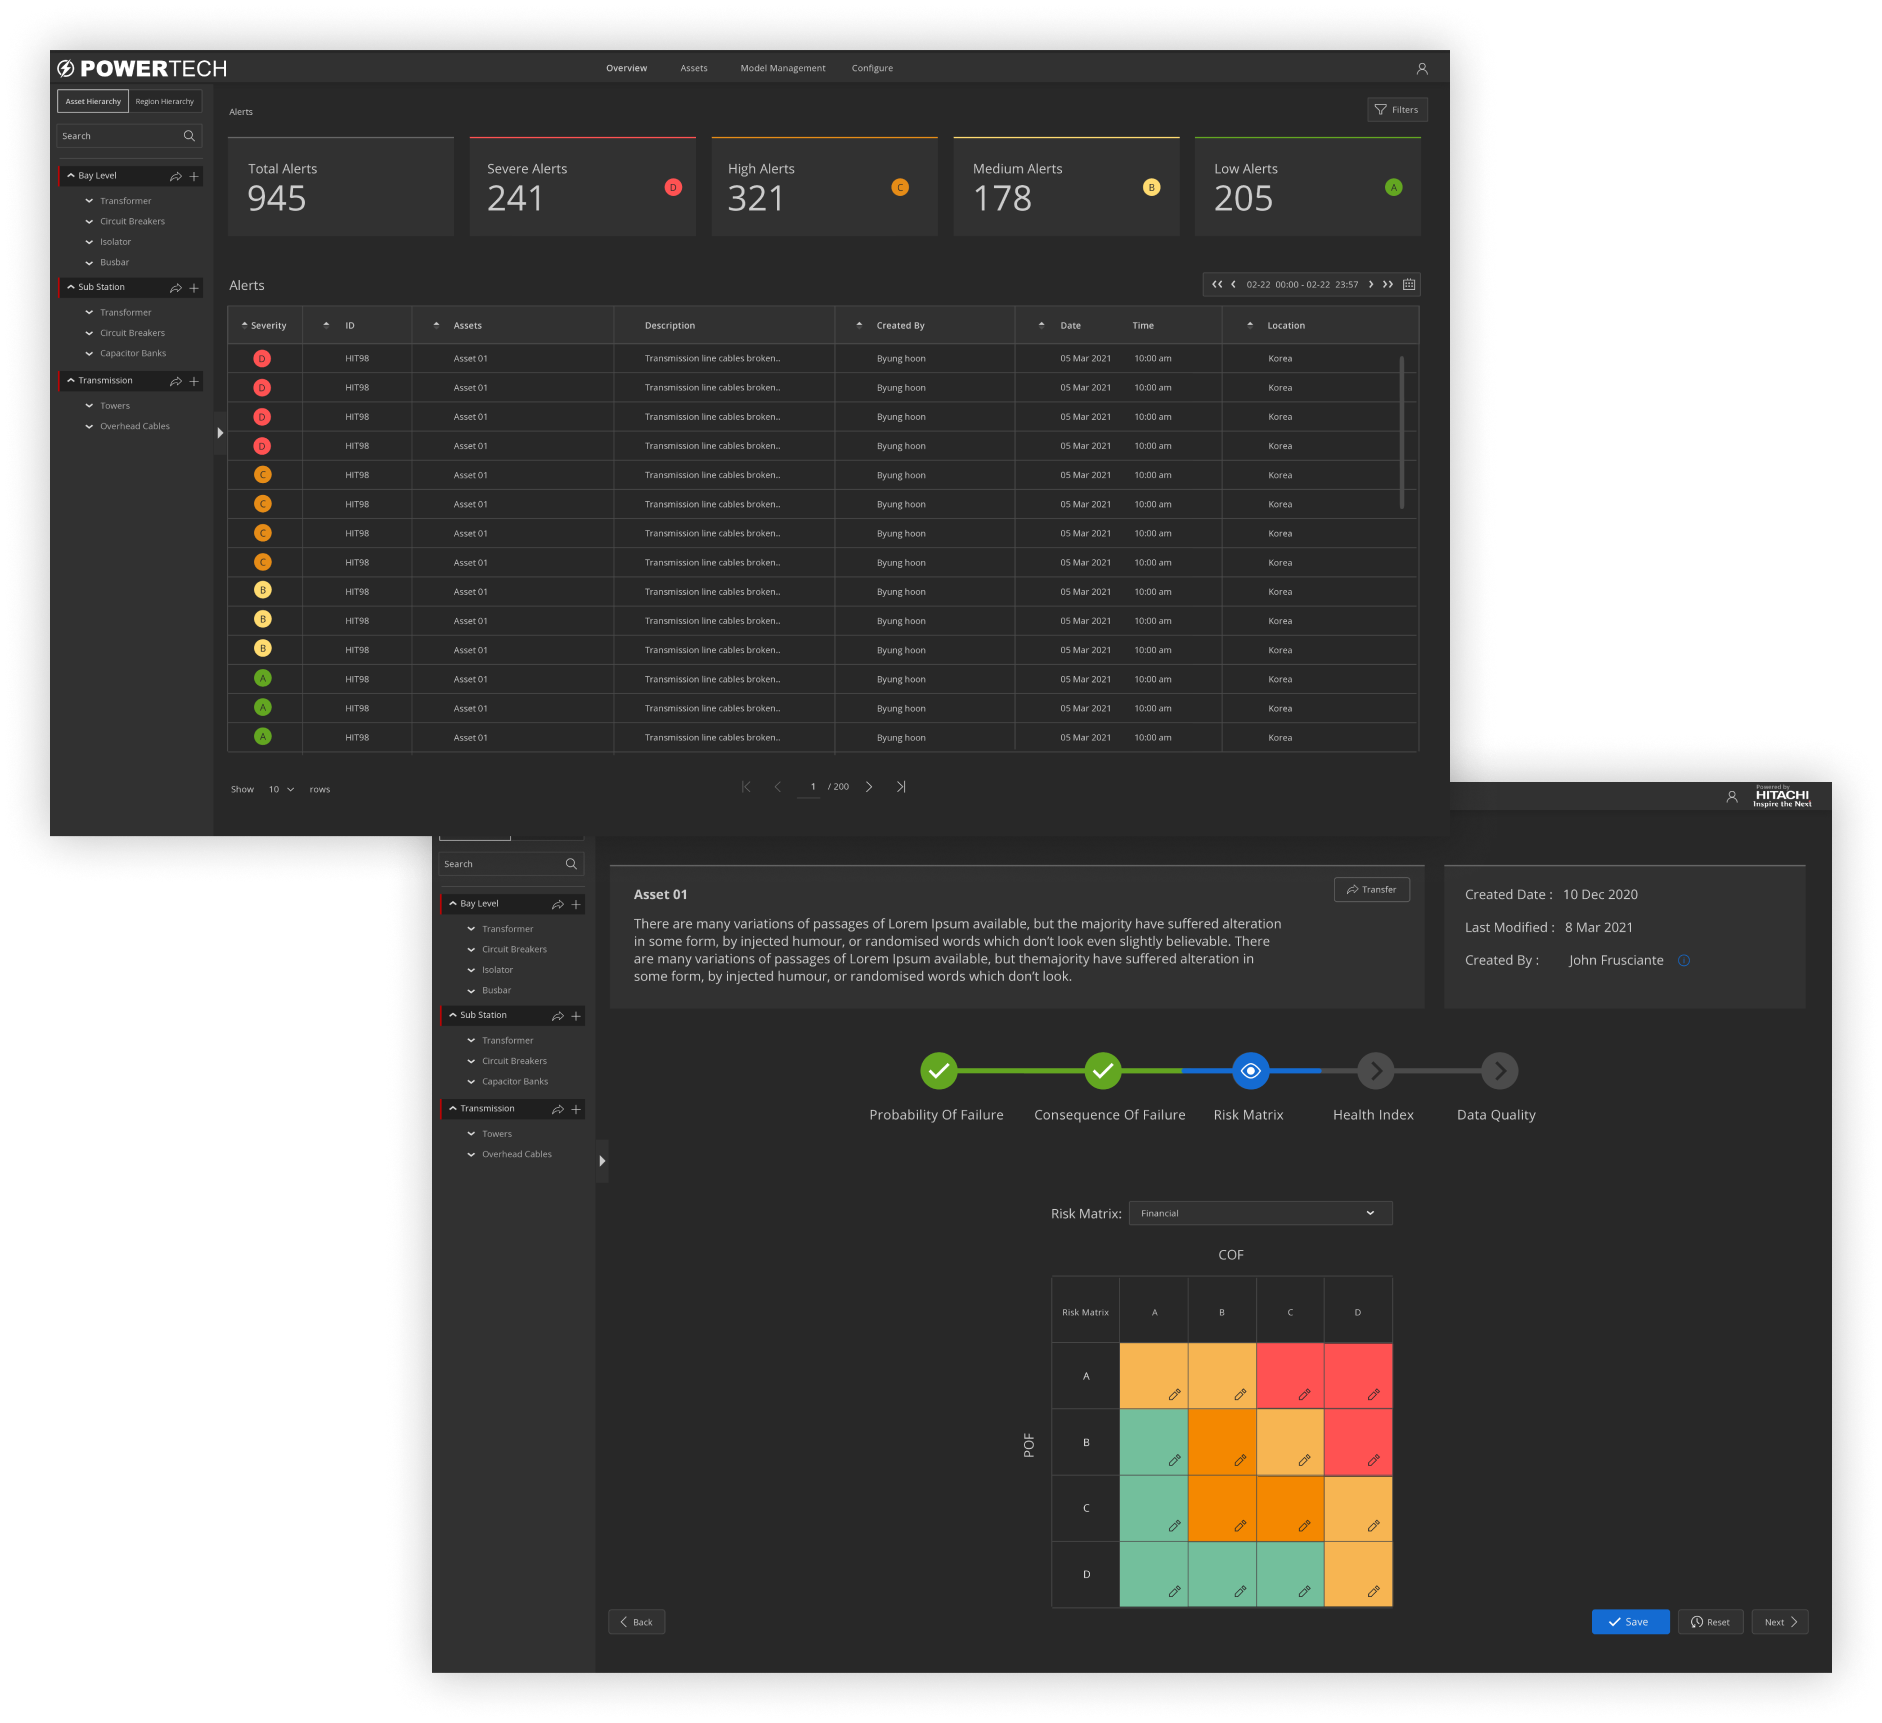 POWERTECH
Overview Assets Model Management Configure
Asset Hierarchy Region Hierarchy
Search
Bay Level
Transformer
Circuit Breakers
Isolator
Busbar
Sub Station
Transformer
Circuit Breakers
Capacitor Banks
Transmission
Towers
Overhead Cables
Alerts
Filters
Total Alerts
945
Severe Alerts
241
D
High Alerts
321
C
Medium Alerts
178
B
Low Alerts
205
A
Alerts
02-22 00:00 - 02-22 23:57
Severity ID Assets Description Created By Date Time Location
D HIT98 Asset 01 Transmission line cables broken.. Byung hoon 05 Mar 2021 10:00 am Korea
D HIT98 Asset 01 Transmission line cables broken.. Byung hoon 05 Mar 2021 10:00 am Korea
D HIT98 Asset 01 Transmission line cables broken.. Byung hoon 05 Mar 2021 10:00 am Korea
D HIT98 Asset 01 Transmission line cables broken.. Byung hoon 05 Mar 2021 10:00 am Korea
C HIT98 Asset 01 Transmission line cables broken.. Byung hoon 05 Mar 2021 10:00 am Korea
C HIT98 Asset 01 Transmission line cables broken.. Byung hoon 05 Mar 2021 10:00 am Korea
C HIT98 Asset 01 Transmission line cables broken.. Byung hoon 05 Mar 2021 10:00 am Korea
C HIT98 Asset 01 Transmission line cables broken.. Byung hoon 05 Mar 2021 10:00 am Korea
B HIT98 Asset 01 Transmission line cables broken.. Byung hoon 05 Mar 2021 10:00 am Korea
B HIT98 Asset 01 Transmission line cables broken.. Byung hoon 05 Mar 2021 10:00 am Korea
B HIT98 Asset 01 Transmission line cables broken.. Byung hoon 05 Mar 2021 10:00 am Korea
A HIT98 Asset 01 Transmission line cables broken.. Byung hoon 05 Mar 2021 10:00 am Korea
A HIT98 Asset 01 Transmission line cables broken.. Byung hoon 05 Mar 2021 10:00 am Korea
A HIT98 Asset 01 Transmission line cables broken.. Byung hoon 05 Mar 2021 10:00 am Korea
Show 10 rows
1 / 200
Powered by
HITACHI
Inspire the Next
Search
Bay Level
Transformer
Circuit Breakers
Isolator
Busbar
Sub Station
Transformer
Circuit Breakers
Capacitor Banks
Transmission
Towers
Overhead Cables
Asset 01
Transfer
There are many variations of passages of Lorem Ipsum available, but the majority have suffered alteration
in some form, by injected humour, or randomised words which don't look even slightly believable. There
are many variations of passages of Lorem Ipsum available, but themajority have suffered alteration in
some form, by injected humour, or randomised words which don't look.
Created Date : 10 Dec 2020
Last Modified : 8 Mar 2021
Created By : John Frusciante
Probability Of Failure Consequence Of Failure Risk Matrix Health Index Data Quality
Risk Matrix: Financial
COF
Risk Matrix A B C D
POF
A
B
C
D
Back
Save Reset Next